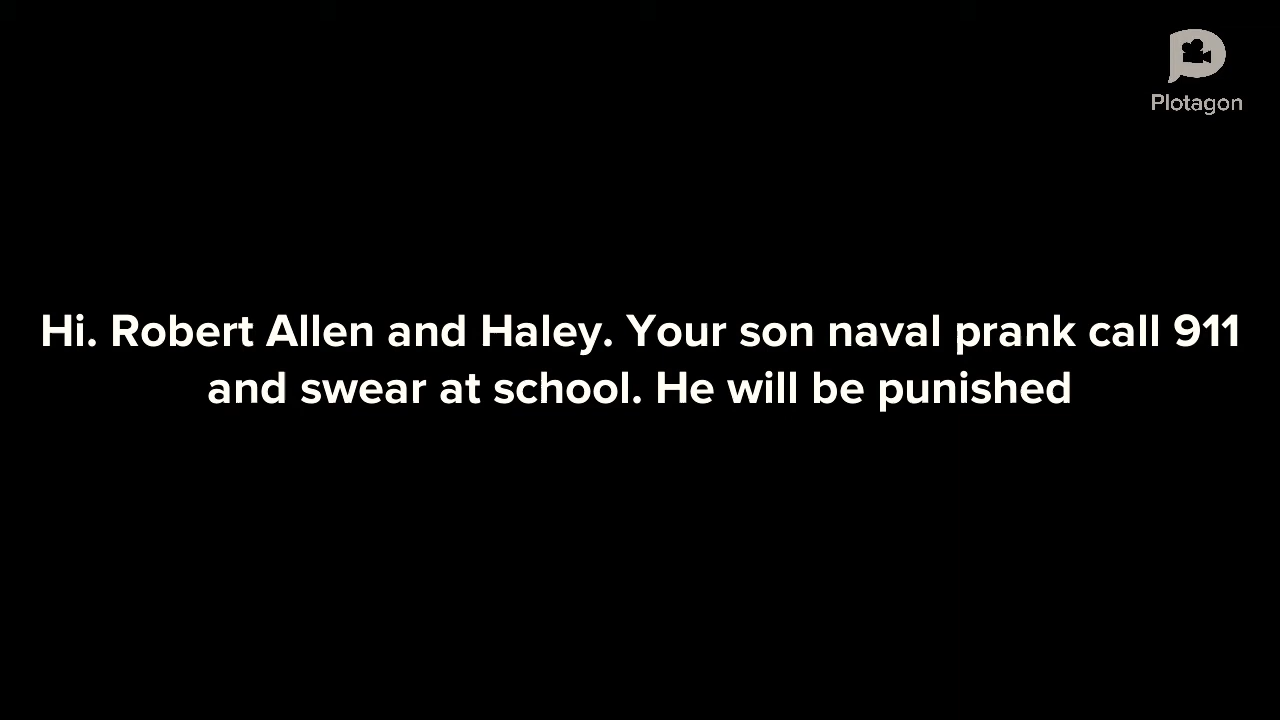 Plotagon
Hi. Robert Allen and Haley. Your son naval prank call 911
and swear at school. He will be punished